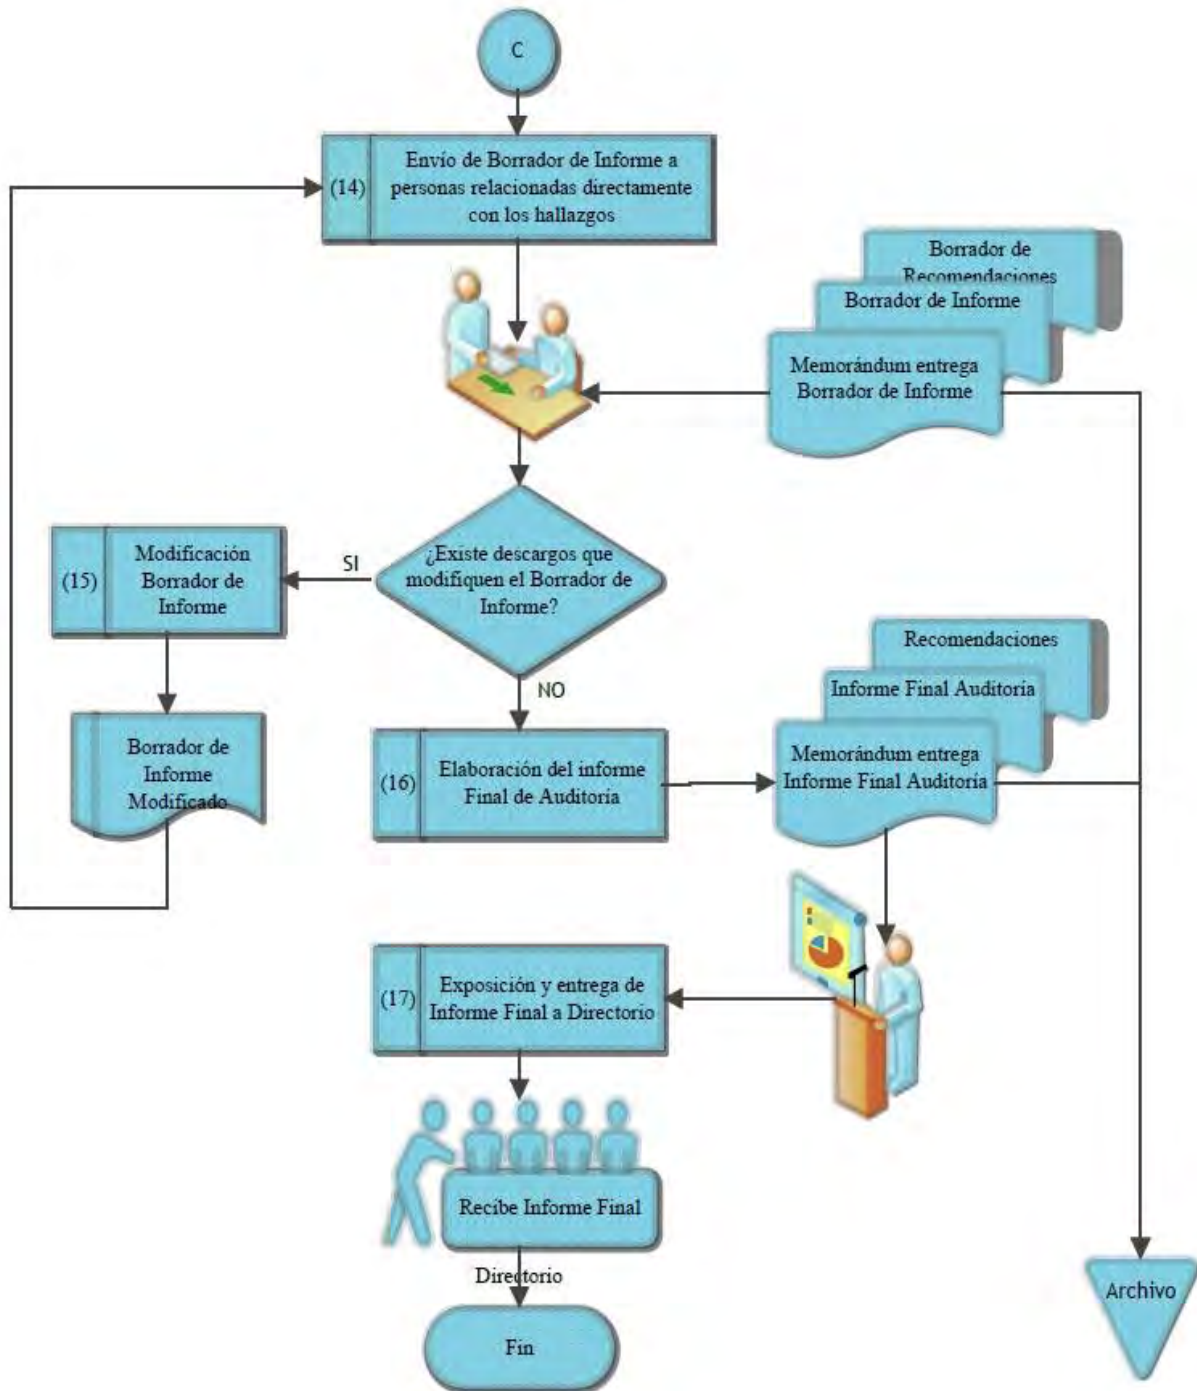 C
(14)
Envío de Borrador de Informe a
personas relacionadas directamente
con los hallazgos
Borrador de
Recomendaciones
Borrador de Informe
Memorándum entrega
Borrador de Informe
¿Existe descargos que
modifiquen el Borrador de
Informe?
SI
(15)
Modificación
Borrador de
Informe
Borrador de
Informe
Modificado
NO
(16)
Elaboración del informe
Final de Auditoría
Recomendaciones
Informe Final Auditoría
Memorándum entrega
Informe Final Auditoría
(17)
Exposición y entrega de
Informe Final a Directorio
Recibe Informe Final
Directorio
Fin
Archivo